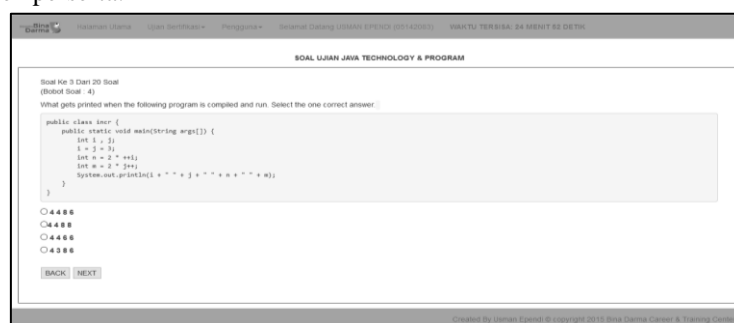 Bina Darma
Halaman Utama Ujian Sertifikasi Pengguna Selamat Datang USMAN EPENDI (05142083) WAKTU TERSISA: 24 MENIT 52 DETIK
SOAL UJIAN JAVA TECHNOLOGY & PROGRAM
Soal Ke 3 Dari 20 Soal
(Bobot Soal : 4)
What gets printed when the following program is compiled and run. Select the one correct answer.
public class incr {
public static void main(String args[]) {
int i , j;
i = j = 3;
int n = 2 * ++i;
int m = 2 * j++;
System.out.println(i + " " + j + " " + n + " " + m);
}
}
4 4 8 6
4 4 8 8
4 4 6 6
4 3 8 6
BACK NEXT
Created By Usman Ependi © copyright 2015 Bina Darma Career & Training Center